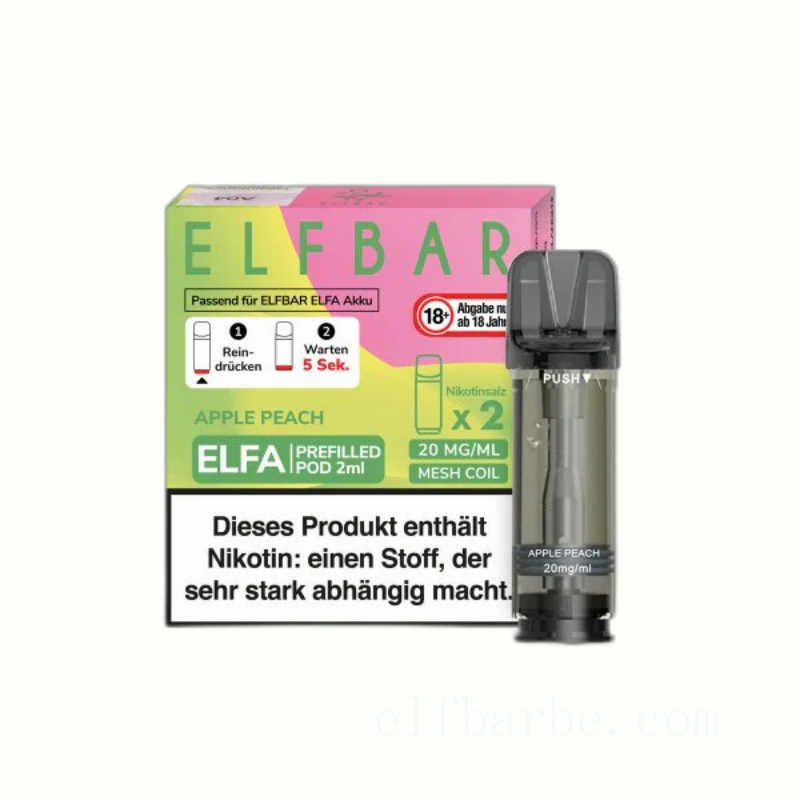 ELFBAR
Passend für ELFBAR ELFA Akku
18+
Abgabe nu
ab 18 Jahr
1
Rein-
drücken
2
Warten
5 Sek.
APPLE PEACH
Nikotinsalz
x 2
ELFA
PREFILLED
POD 2ml
20 MG/ML
MESH COIL
Dieses Produkt enthält
Nikotin: einen Stoff, der
sehr stark abhängig macht.
PUSH▼
APPLE PEACH
20mg/ml
elfbarbe.com